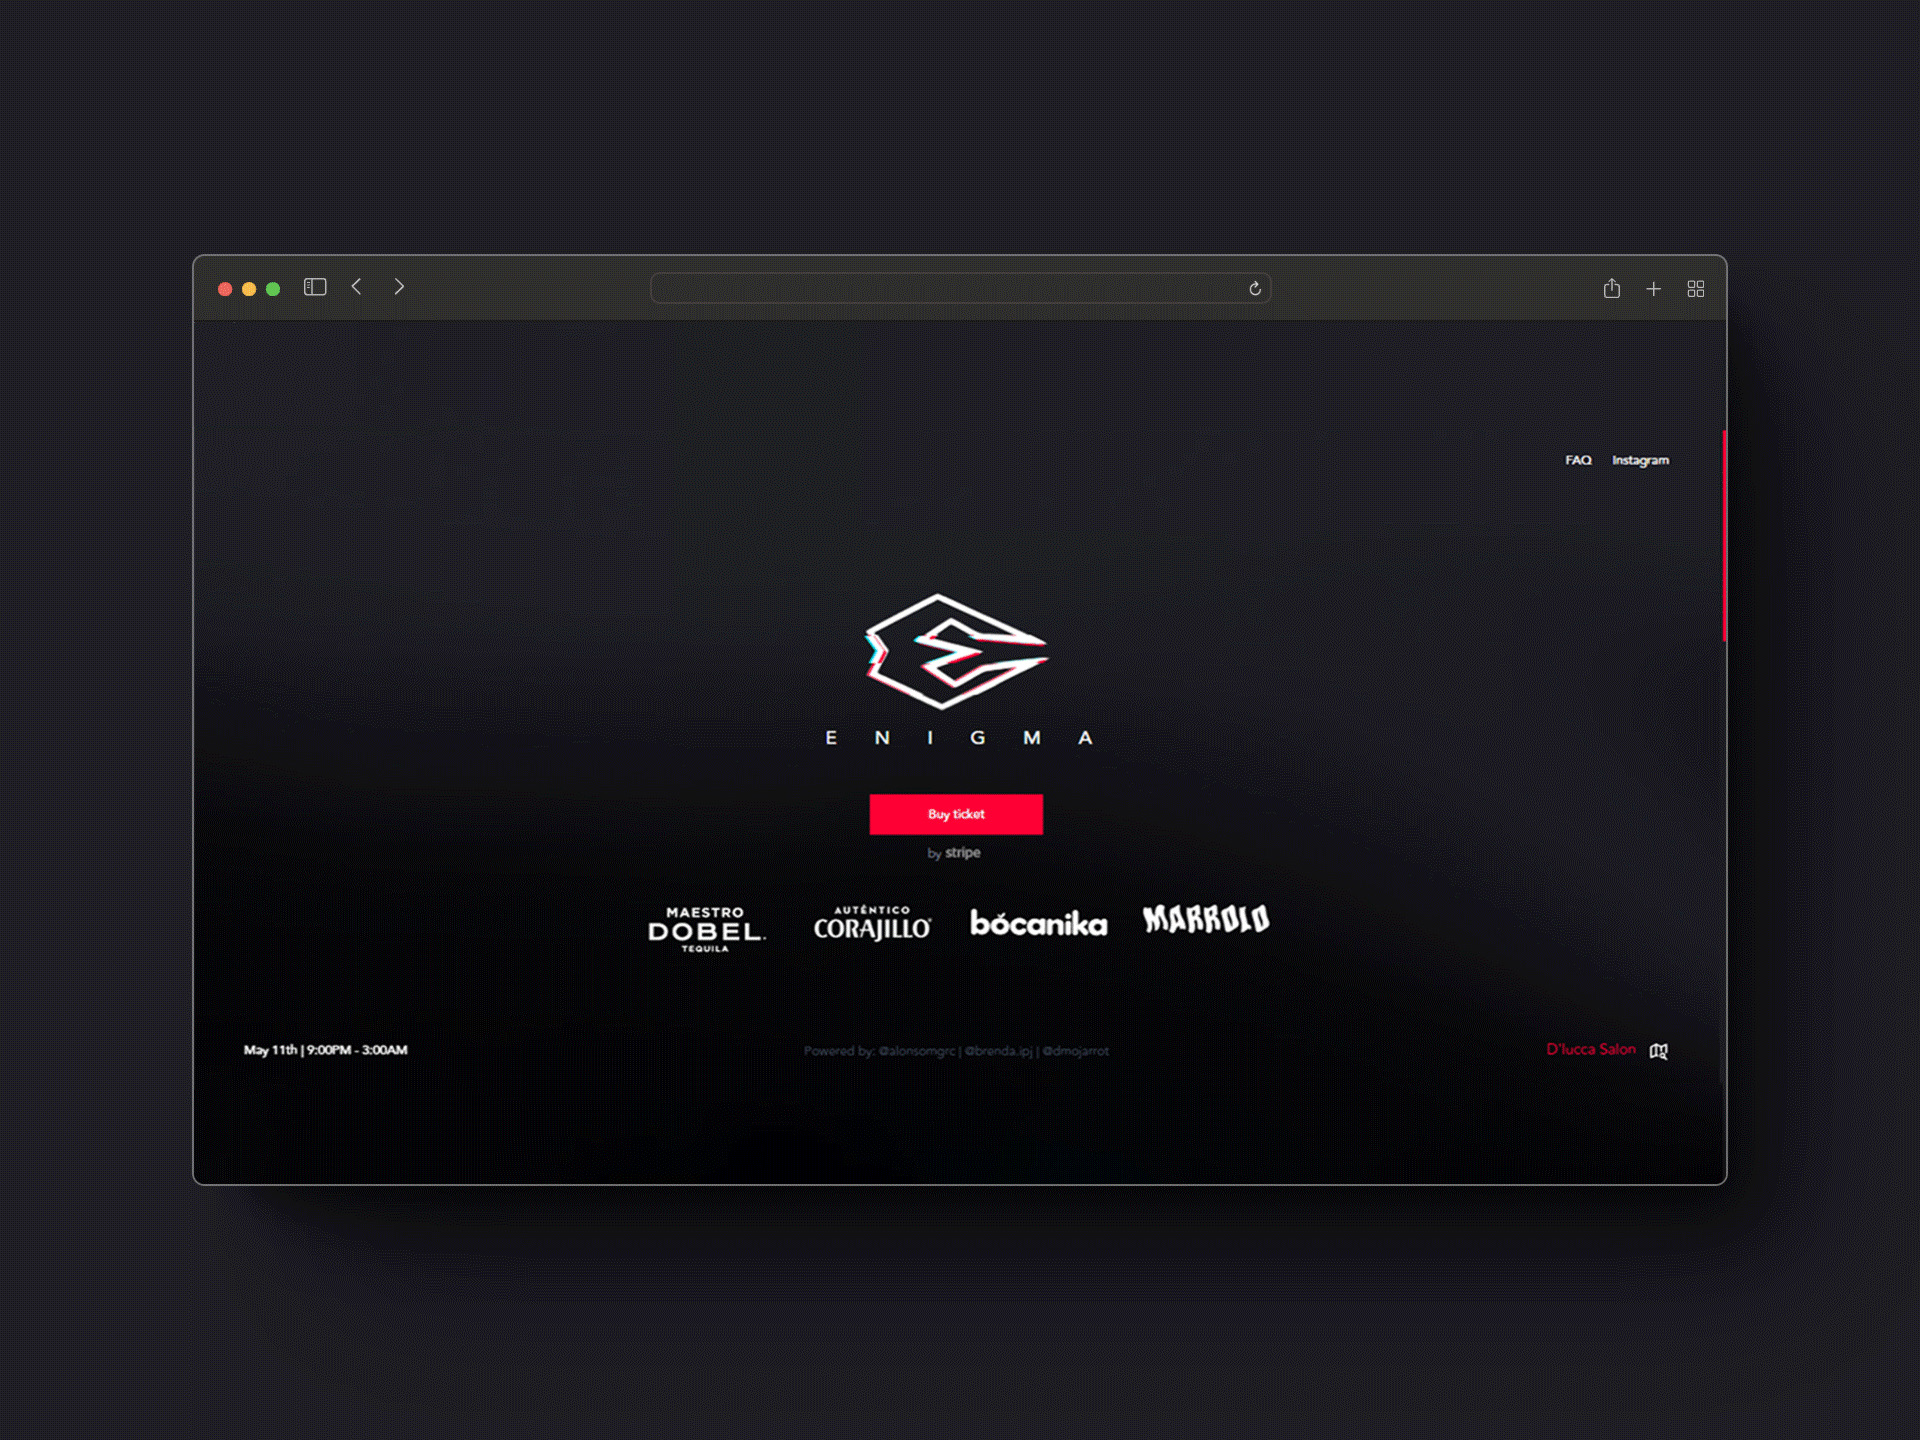 FAQ Instagram
ENIGMA
Buy ticket
by stripe
MAESTRO
DOBEL.
TEQUILA
AUTÉNTICO
CORAJILLO®
bócanika
MARROLO
May 11th | 9:00PM - 3:00AM
Powered by: @alonsomgrc | @brenda.ipj | @dmojarrot
D'lucca Salon